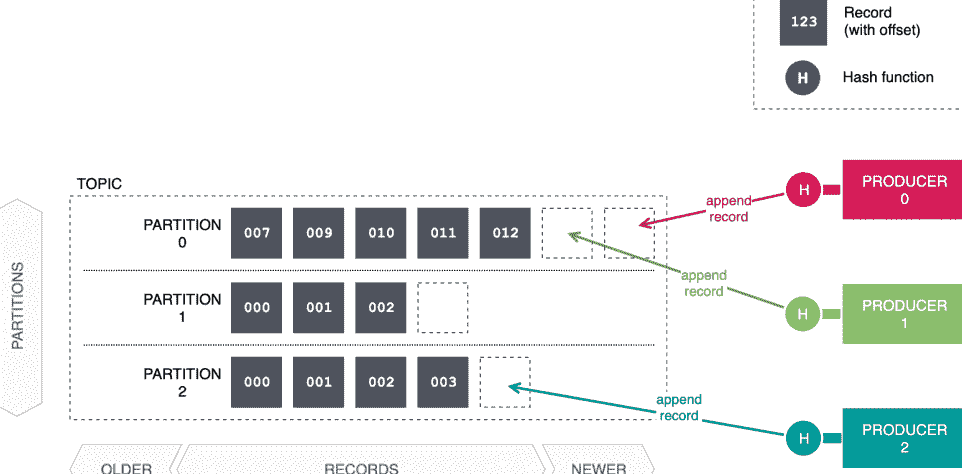 123
Record
(with offset)
H
Hash function
TOPIC
PARTITIONS
PARTITION
0
007 009 010 011 012
PARTITION
1
000 001 002
PARTITION
2
000 001 002 003
append
record
H
PRODUCER
0
append
record
H
PRODUCER
1
append
record
H
PRODUCER
2
OLDER RECORDS NEWER